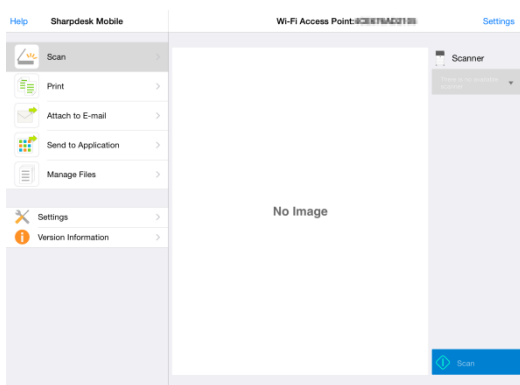 Help
Sharpdesk Mobile
Wi-Fi Access Point:
Settings
Scan
Print
Attach to E-mail
Send to Application
Manage Files
Settings
Version Information
No Image
Scanner
Scan